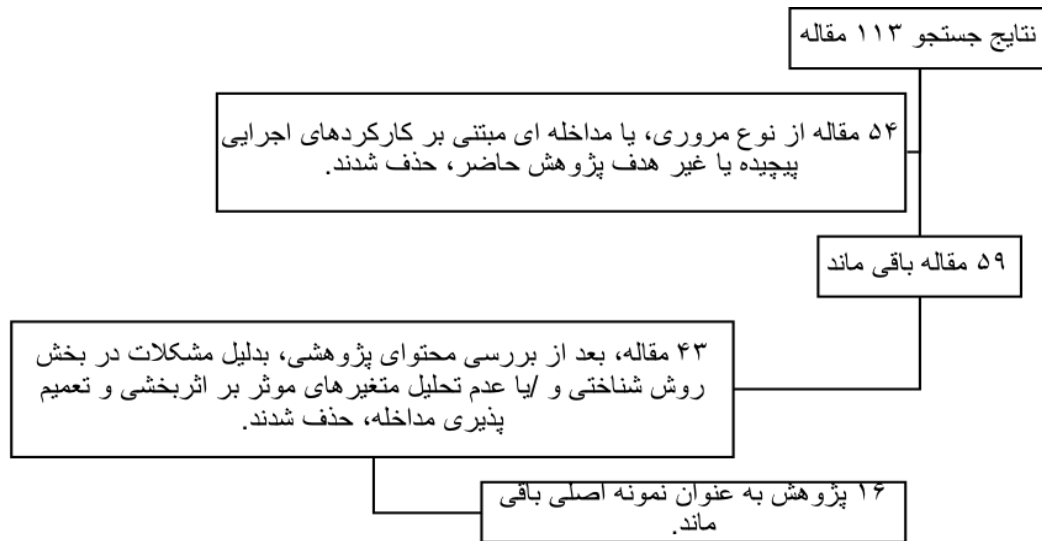 نتایج جستجو ۱۱۳ مقاله
۵۴ مقاله از نوع مروری، یا مداخله ای مبتنی بر کارکردهای اجرایی
پیچیده یا غیر هدف پژوهش حاضر، حذف شدند.
۵۹ مقاله باقی ماند
۴۳ مقاله، بعد از بررسی محتوای پژوهشی، بدلیل مشکلات در بخش
روش شناختی و /یا عدم تحلیل متغیرهای موثر بر اثربخشی و تعمیم
پذیری مداخله، حذف شدند.
۱۶ پژوهش به عنوان نمونه اصلی باقی
ماند.